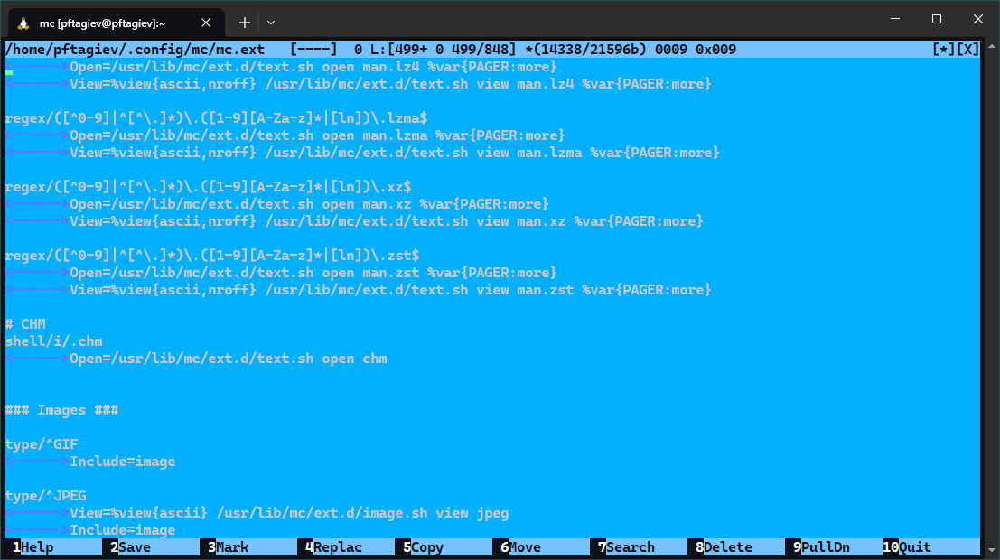 mc [pftagiev@pftagiev]:~
/home/pftagiev/.config/mc/mc.ext   [----]  0 L:[499+ 0 499/848] *(14338/21596b) 0009 0x009                        [*][X]
<------>Open=/usr/lib/mc/ext.d/text.sh open man.lz4 %var{PAGER:more}
<------>View=%view{ascii,nroff} /usr/lib/mc/ext.d/text.sh view man.lz4 %var{PAGER:more}
regex/([^0-9]|^[^\.]*)\.([1-9][A-Za-z]*|[ln])\.lzma$
<------>Open=/usr/lib/mc/ext.d/text.sh open man.lzma %var{PAGER:more}
<------>View=%view{ascii,nroff} /usr/lib/mc/ext.d/text.sh view man.lzma %var{PAGER:more}
regex/([^0-9]|^[^\.]*)\.([1-9][A-Za-z]*|[ln])\.xz$
<------>Open=/usr/lib/mc/ext.d/text.sh open man.xz %var{PAGER:more}
<------>View=%view{ascii,nroff} /usr/lib/mc/ext.d/text.sh view man.xz %var{PAGER:more}
regex/([^0-9]|^[^\.]*)\.([1-9][A-Za-z]*|[ln])\.zst$
<------>Open=/usr/lib/mc/ext.d/text.sh open man.zst %var{PAGER:more}
<------>View=%view{ascii,nroff} /usr/lib/mc/ext.d/text.sh view man.zst %var{PAGER:more}
# CHM
shell/i/.chm
<------>Open=/usr/lib/mc/ext.d/text.sh open chm
### Images ###
type/^GIF
<------>Include=image
type/^JPEG
<------>View=%view{ascii} /usr/lib/mc/ext.d/image.sh view jpeg
<------>Include=image
1Help 2Save 3Mark 4Replac 5Copy 6Move 7Search 8Delete 9PullDn 10Quit